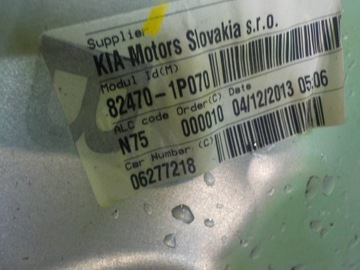 Supplier
KIA Motors Slovakia s.r.o.
Modul Id(M)
82470-1P070
ALC code Order(C) Date
N75 000010 04/12/2013 05:06
Car Number (C)
06277218